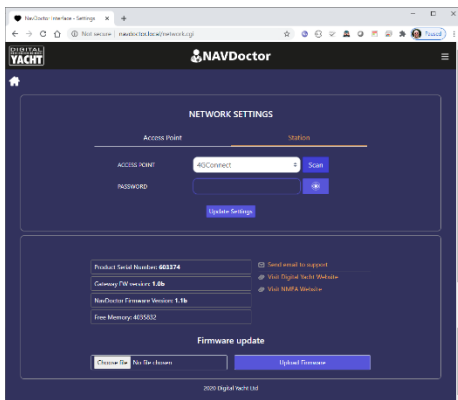 NavDoctor Interface - Settings
Not secure | navdoctor.local/network.cgi
Paused
DIGITAL
YACHT
NAVDoctor
NETWORK SETTINGS
Access Point
Station
ACCESS POINT
4GConnect
Scan
PASSWORD
Update Settings
Product Serial Number: 603374
Gateway FW version: 1.0b
NavDoctor Firmware Version: 1.1b
Free Memory: 4035832
Send email to support
Visit Digital Yacht Website
Visit NMEA Website
Firmware update
Choose file No file chosen
Upload Firmware
2020 Digital Yacht Ltd